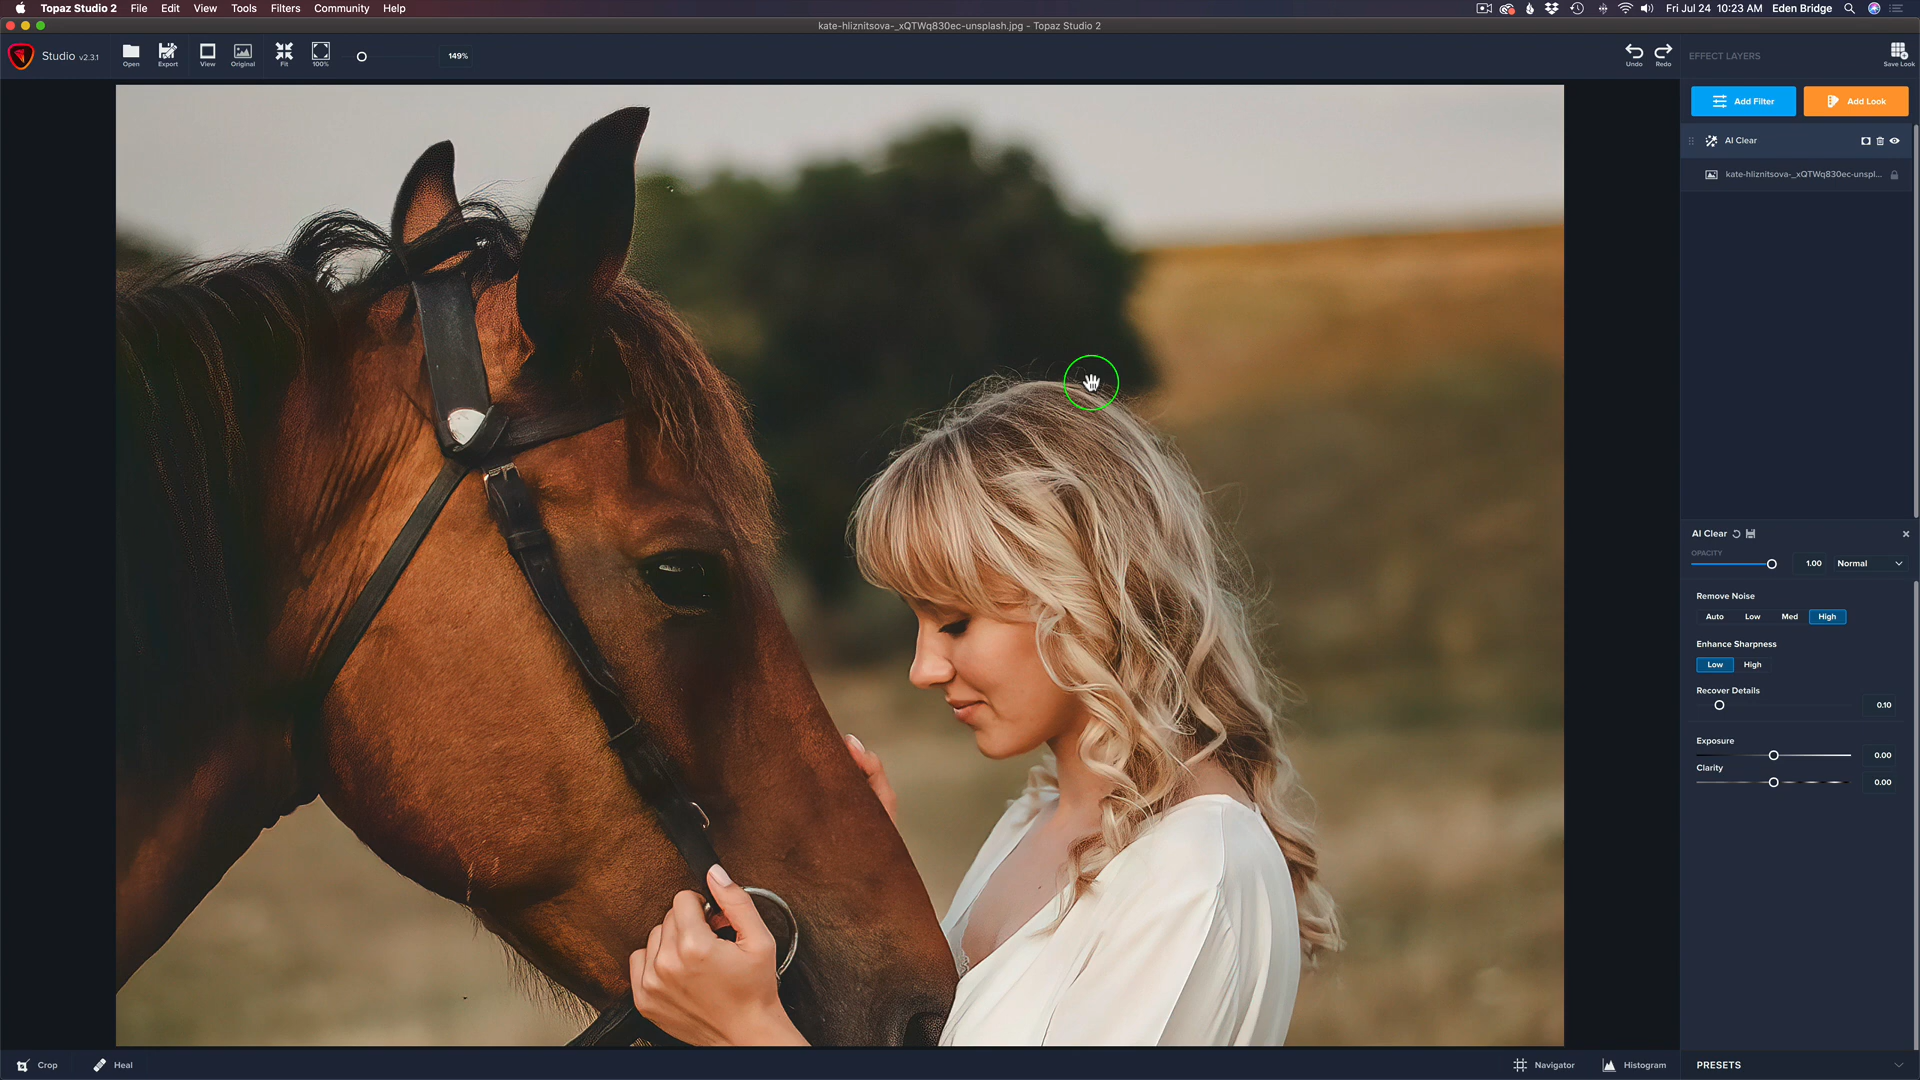 Topaz Studio 2 File Edit View Tools Filters Community Help Fri Jul 24 10:23 AM Eden Bridge
kate-hliznitsova-_xQTWq830ec-unsplash.jpg - Topaz Studio 2
Studio v2.3.1 Open Export View Original Fit 100% 149% Undo Redo EFFECT LAYERS Save Look
Add Filter Add Look
AI Clear
kate-hliznitsova-_xQTWq830ec-unspl...
AI Clear
OPACITY
1.00 Normal
Remove Noise
Auto Low Med High
Enhance Sharpness
Low High
Recover Details
0.10
Exposure
0.00
Clarity
0.00
Crop Heal Navigator Histogram PRESETS